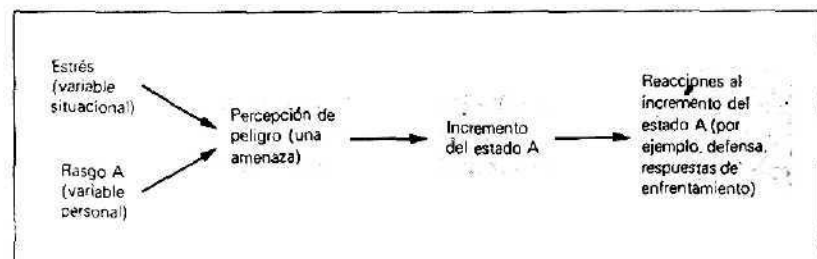 Estrés
(variable
situacional)
Rasgo A
(variable
personal)
Percepción de
peligro (una
amenaza)
Incremento
del estado A
Reacciones al
incremento del
estado A (por
ejemplo, defensa,
respuestas de
enfrentamiento)